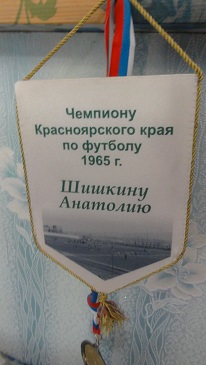 Чемпиону
Красноярского края
по футболу
1965 г.
Шишкину
Анатолию